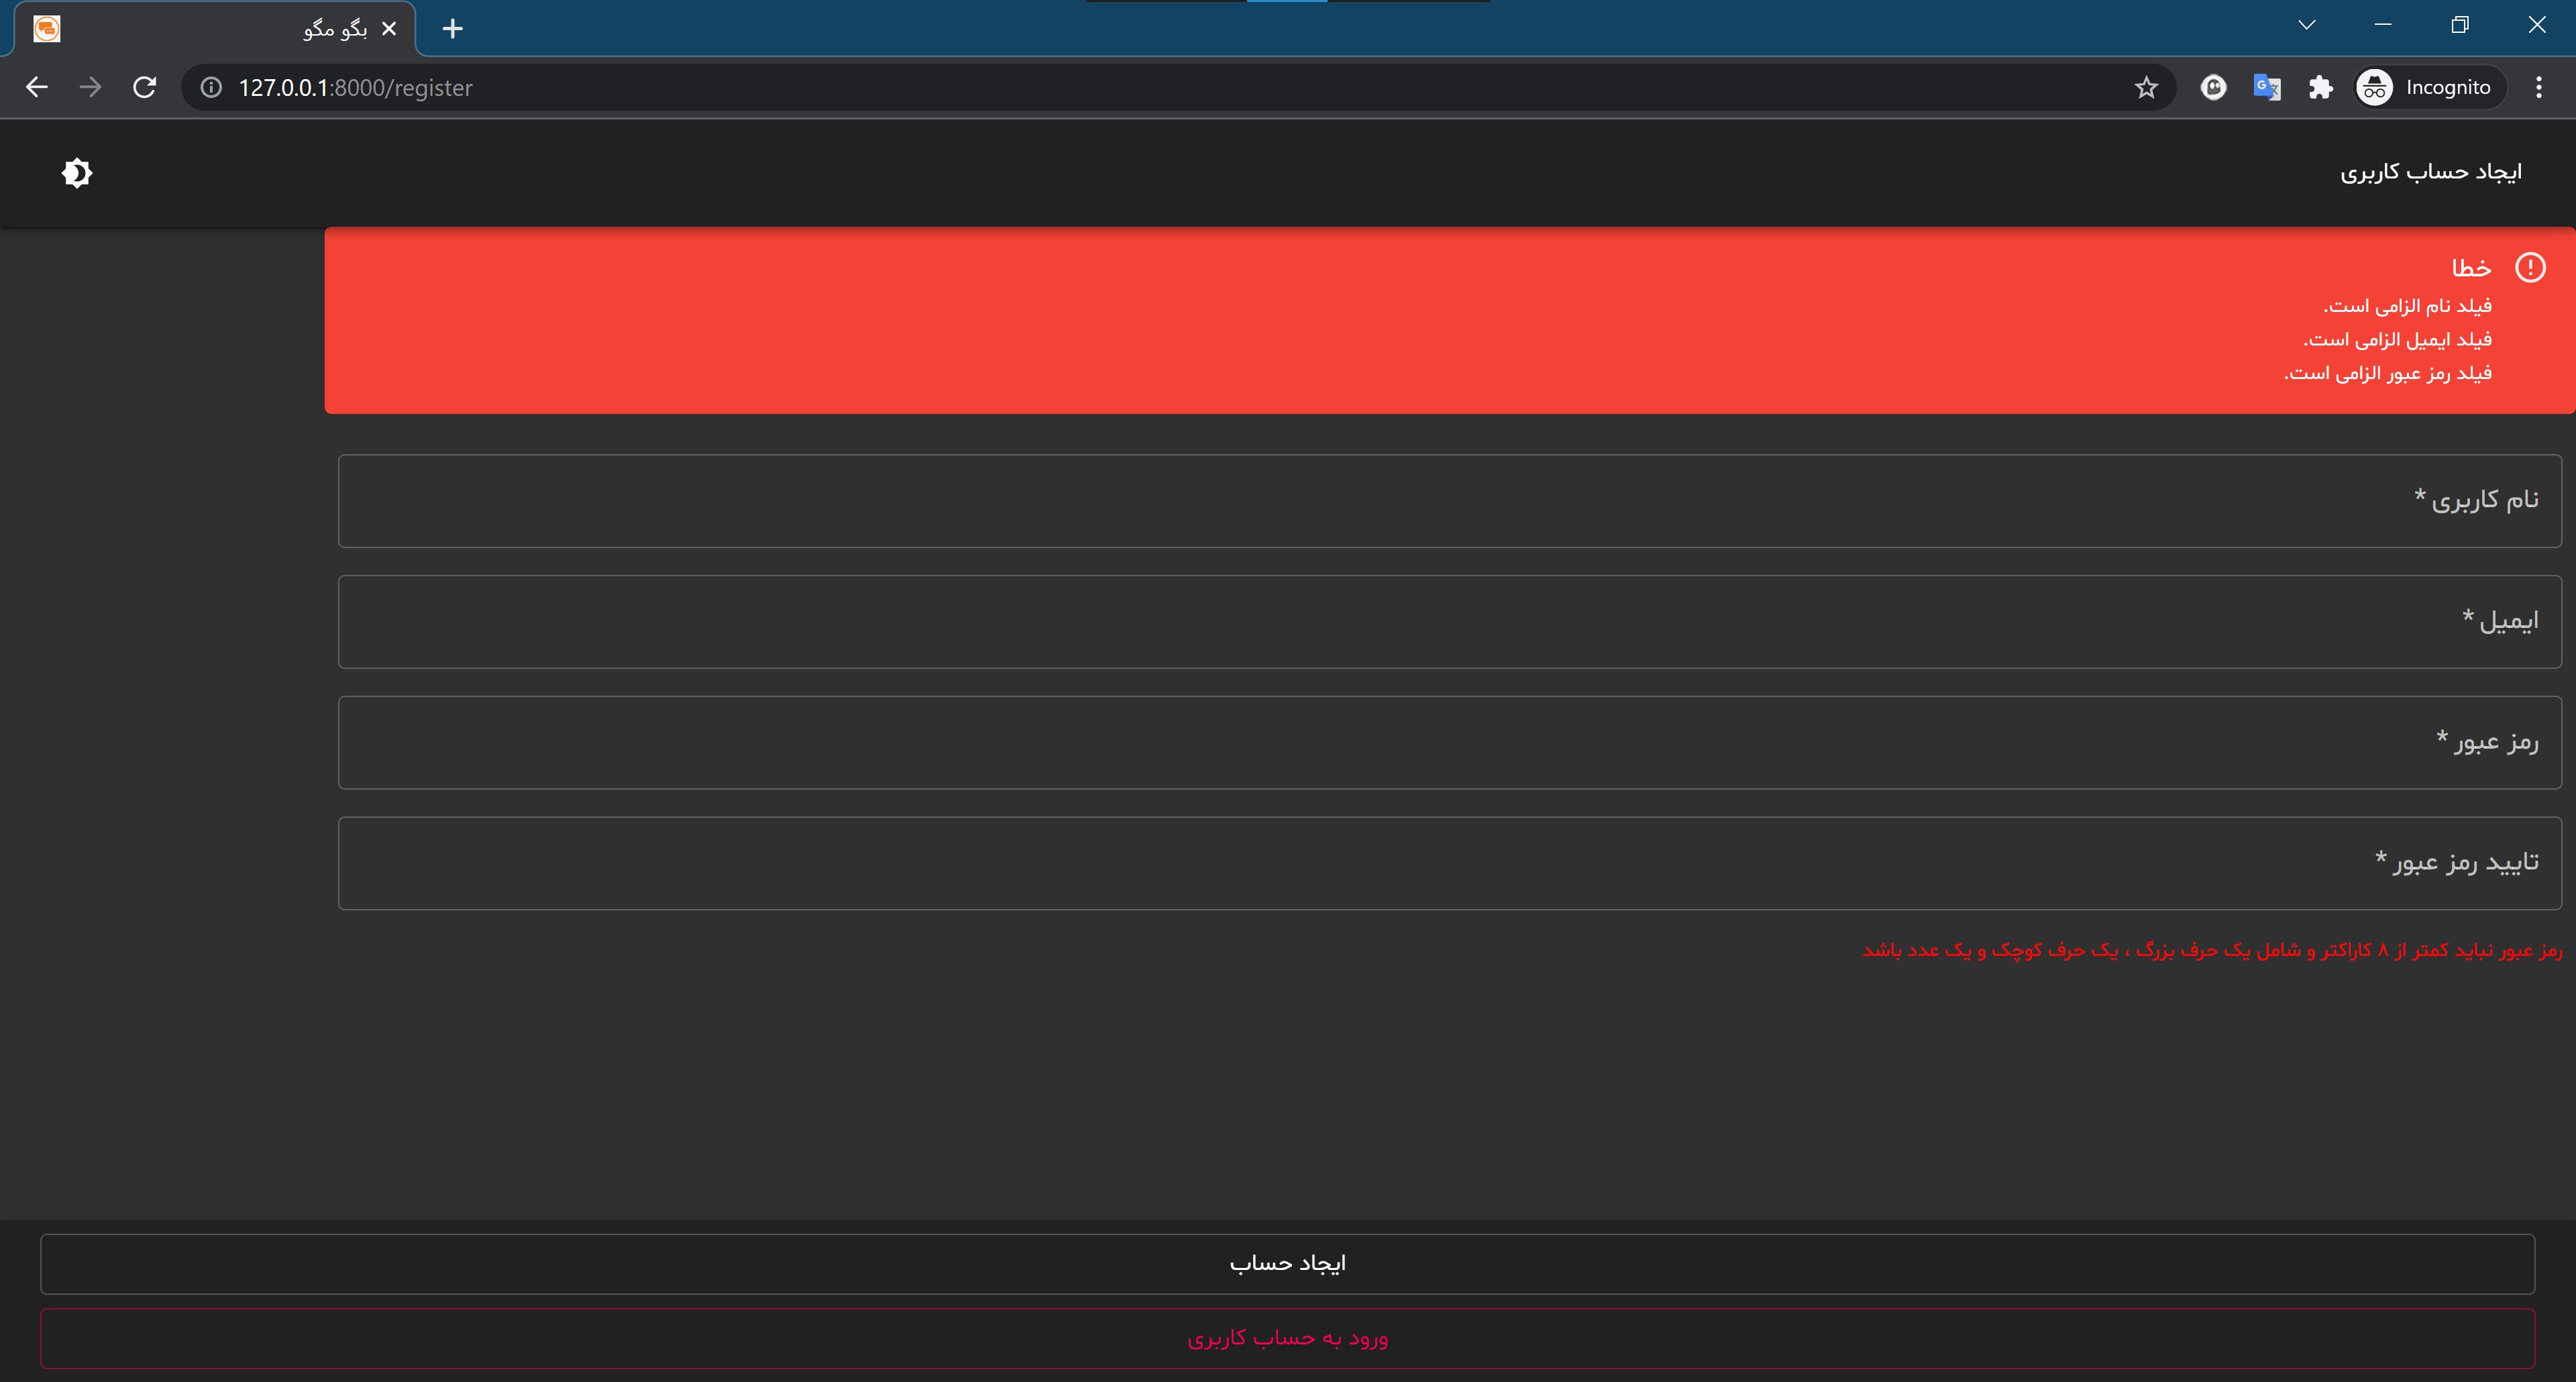 بگو مگو
127.0.0.1:8000/register
Incognito
ایجاد حساب کاربری
خطا
فیلد نام الزامی است.
فیلد ایمیل الزامی است.
فیلد رمز عبور الزامی است.
نام کاربری *
ایمیل *
رمز عبور *
تایید رمز عبور *
رمز عبور نباید کمتر از ۸ کاراکتر و شامل یک حرف بزرگ ، یک حرف کوچک و یک عدد باشد
ایجاد حساب
ورود به حساب کاربری